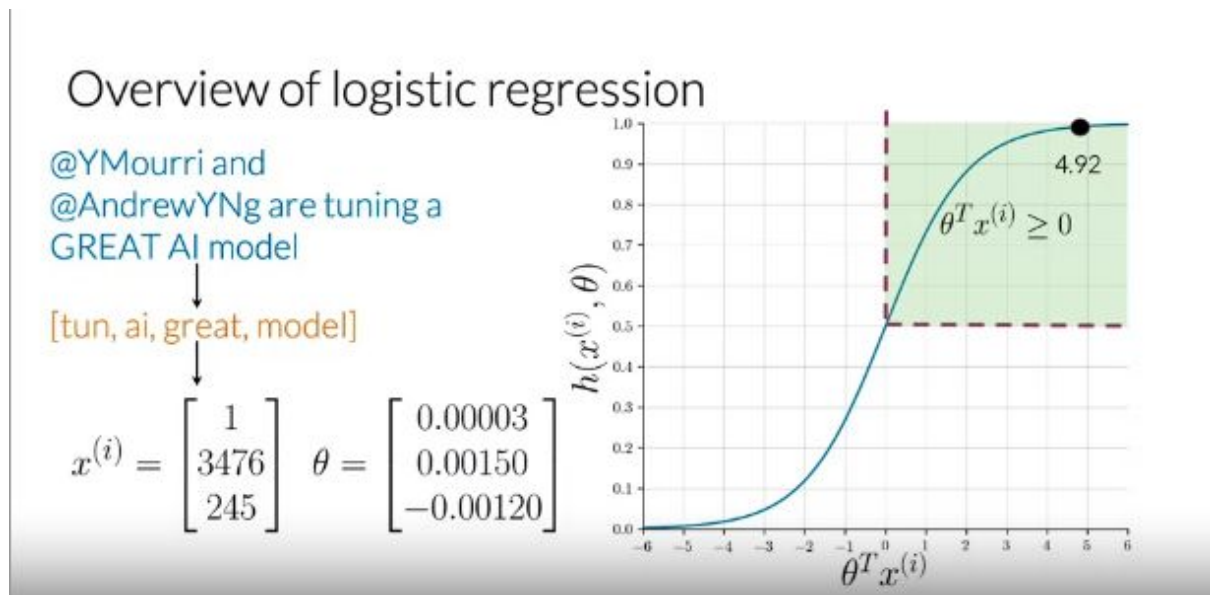 Overview of logistic regression
@YMourri and
@AndrewYNg are tuning a
GREAT AI model
[tun, ai, great, model]
x^(i) = [1 3476 245] θ = [0.00003 0.00150 −0.00120]
h(x^(i), θ)
1.0
0.9
0.8
0.7
0.6
0.5
0.4
0.3
0.2
0.1
0.0
4.92
θ^T x^(i) ≥ 0
−6 −5 −4 −3 −2 −1 0 1 2 3 4 5 6
θ^T x^(i)